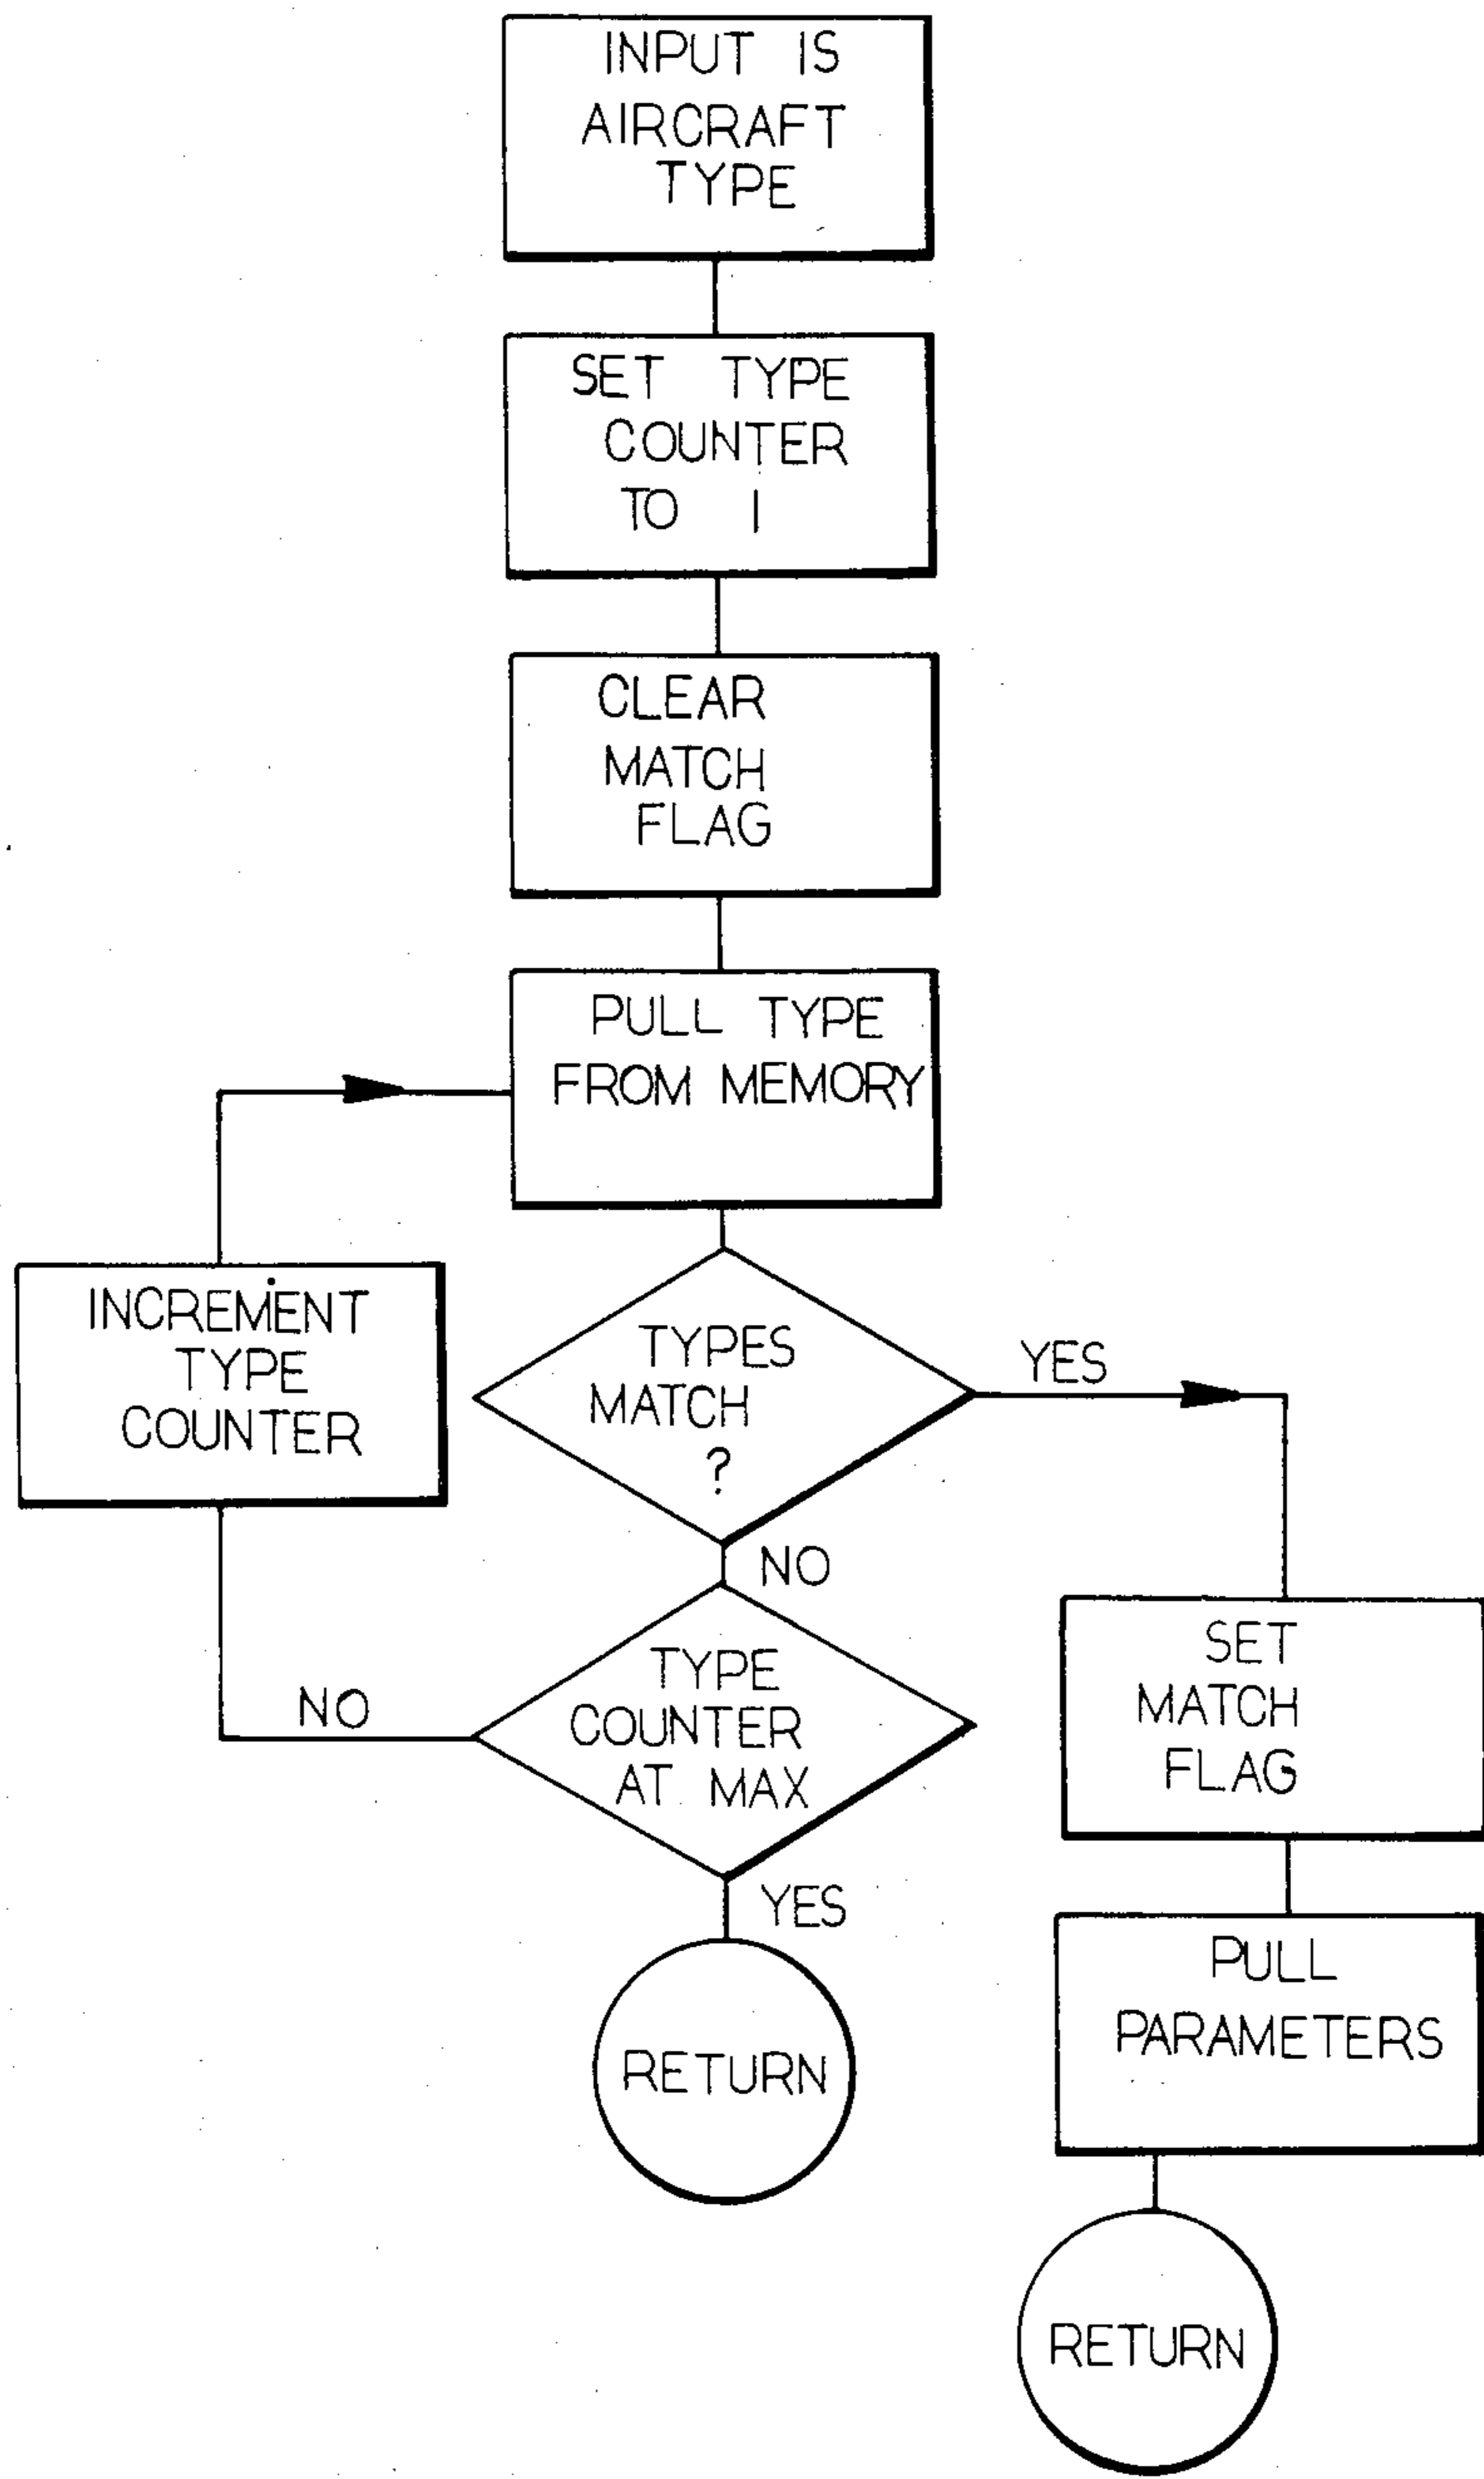 INPUT IS
AIRCRAFT
TYPE
SET TYPE
COUNTER
TO 1
CLEAR
MATCH
FLAG
PULL TYPE
FROM MEMORY
INCREMENT
TYPE
COUNTER
TYPES
MATCH
?
YES
NO
TYPE
COUNTER
AT MAX
NO
YES
RETURN
SET
MATCH
FLAG
PULL
PARAMETERS
RETURN